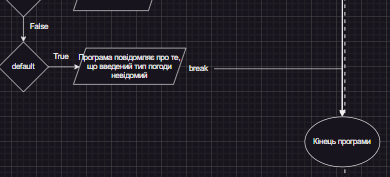 False
True
default
Програма повідомляє про те,
що введений тип погоди
невідомий
break
Кінець програми